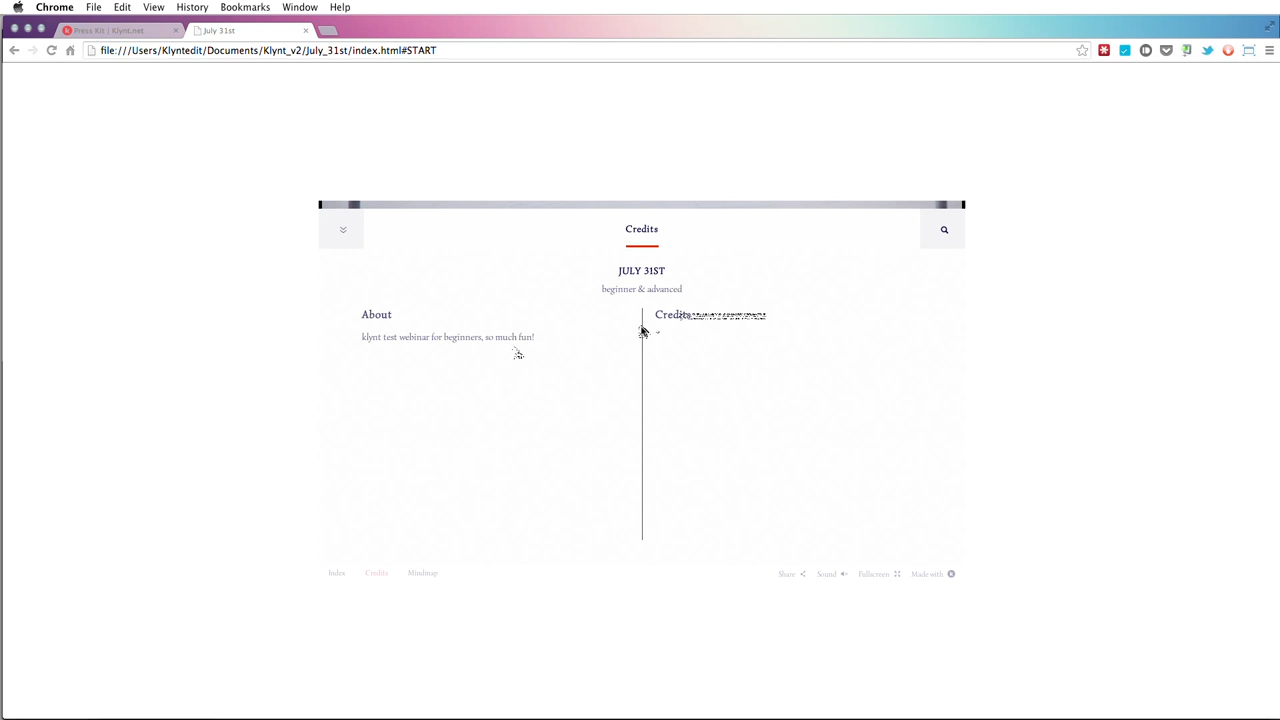 Chrome File Edit View History Bookmarks Window Help
Press Kit | Klynt.net July 31st
file:///Users/Klyntedit/Documents/Klynt_v2/July_31st/index.html#START
Credits
JULY 31ST
beginner & advanced
About
klynt test webinar for beginners, so much fun!
Credits
Index Credits Mindmap
Share Sound Fullscreen Made with